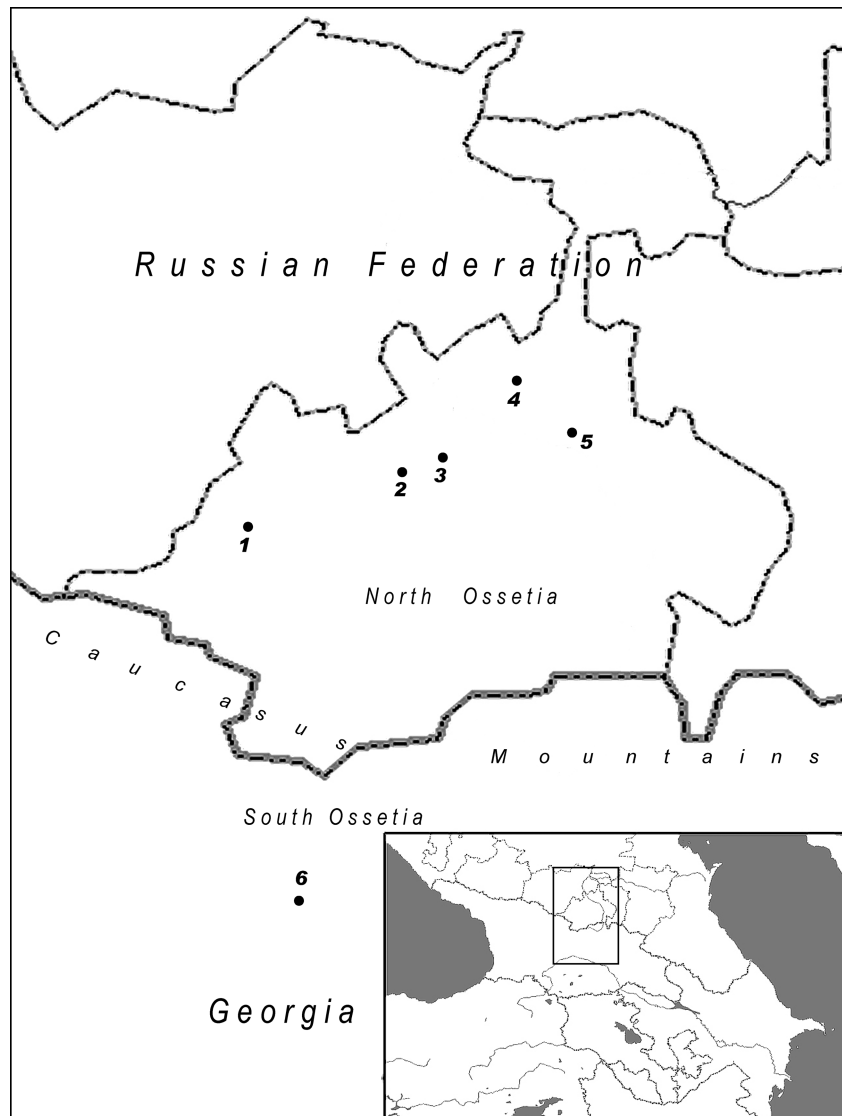 Russian Federation
4
5
3
2
1
North Ossetia
Caucasus
Mountains
South Ossetia
6
Georgia